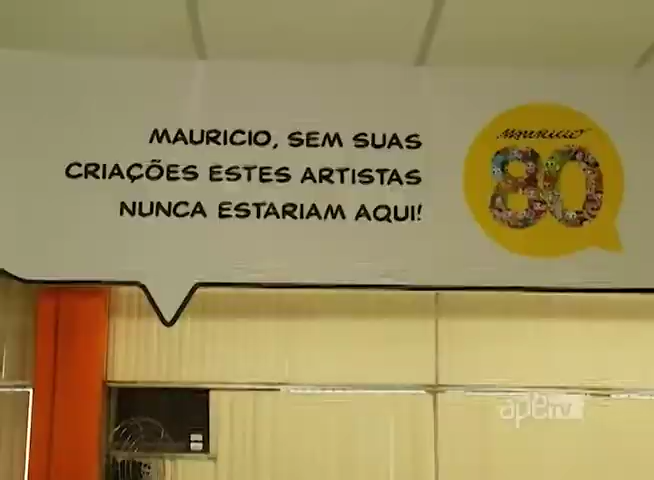 MAURICIO, SEM SUAS
CRIAÇÕES ESTES ARTISTAS
NUNCA ESTARIAM AQUI!
MAURICIO
80
apeTV